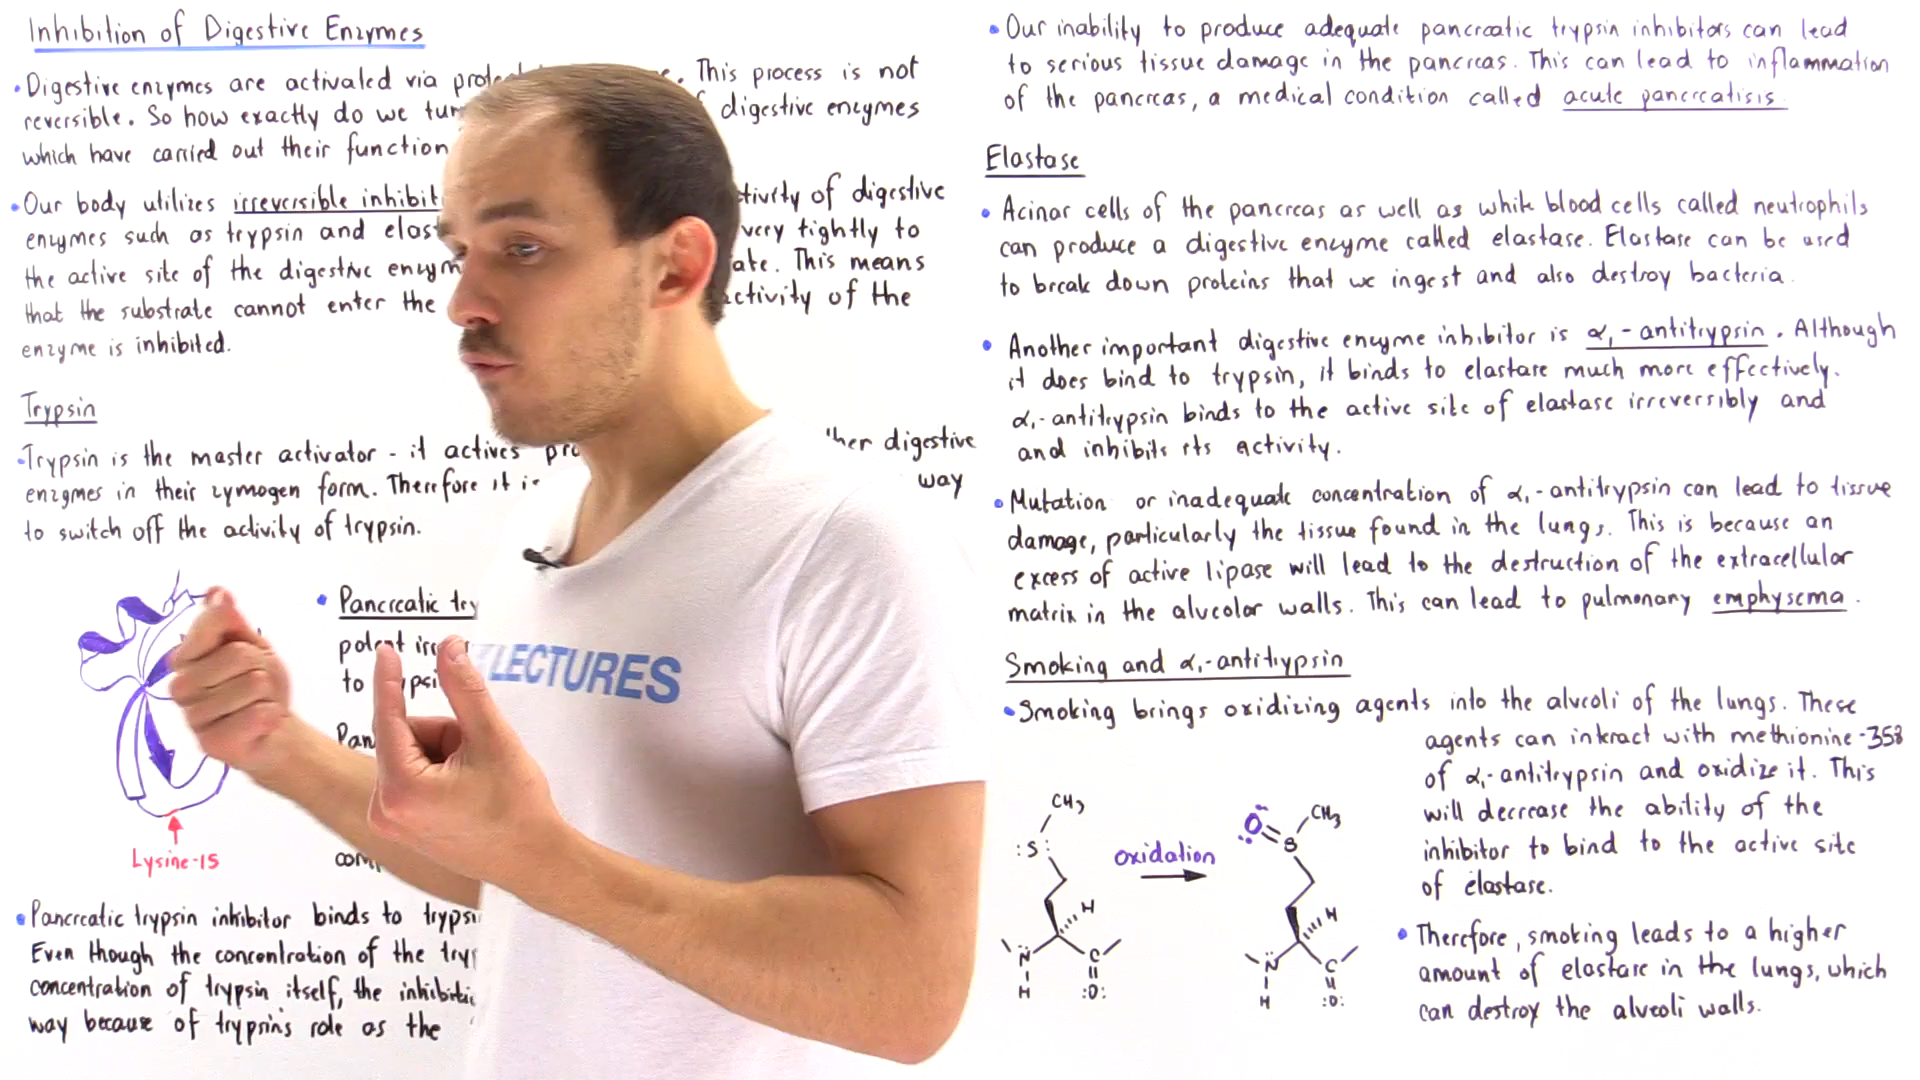 Inhibition of Digestive Enzymes
• Digestive enzymes are activated via . This process is not
reversible. So how exactly do we digestive enzymes
which have carried out their function
• Our body utilizes irreversible of digestive
enzymes such as trypsin and very tightly to
the active site of the digestive This means
that the substrate cannot enter the of the
enzyme is inhibited.
Trypsin
• Trypsin is the master activator - it actives digestive
enzymes in their zymogen form. Therefore it way
to switch off the activity of trypsin.
• Pancreatic
potent
to
Lysine-15
• Pancreatic trypsin inhibitor binds to
Even though the concentration of the
concentration of trypsin itself, the
way because of trypsin's role as the
• Our inability to produce adequate pancreatic trypsin inhibitors can lead
to serious tissue damage in the pancreas. This can lead to inflammation
of the pancreas, a medical condition called acute pancreatisis.
Elastase
• Acinar cells of the pancreas as well as white blood cells called neutrophils
can produce a digestive enzyme called elastase. Elastase can be used
to break down proteins that we ingest and also destroy bacteria.
• Another important digestive enzyme inhibitor is α₁-antitrypsin. Although
it does bind to trypsin, it binds to elastase much more effectively.
α₁-antitrypsin binds to the active site of elastase irreversibly and
and inhibits its activity.
• Mutation or inadequate concentration of α₁-antitrypsin can lead to tissue
damage, particularly the tissue found in the lungs. This is because an
excess of active lipase will lead to the destruction of the extracellular
matrix in the alveolar walls. This can lead to pulmonary emphysema.
Smoking and α₁-antitrypsin
• Smoking brings oxidizing agents into the alveoli of the lungs. These
agents can interact with methionine-358
of α₁-antitrypsin and oxidize it. This
will decrease the ability of the
inhibitor to bind to the active site
of elastase.
• Therefore, smoking leads to a higher
amount of elastase in the lungs, which
can destroy the alveoli walls.
CH₃
:S:
H
N
H
C
:O:
oxidation
O
S
CH₃
H
N
H
C
:O:
LECTURES